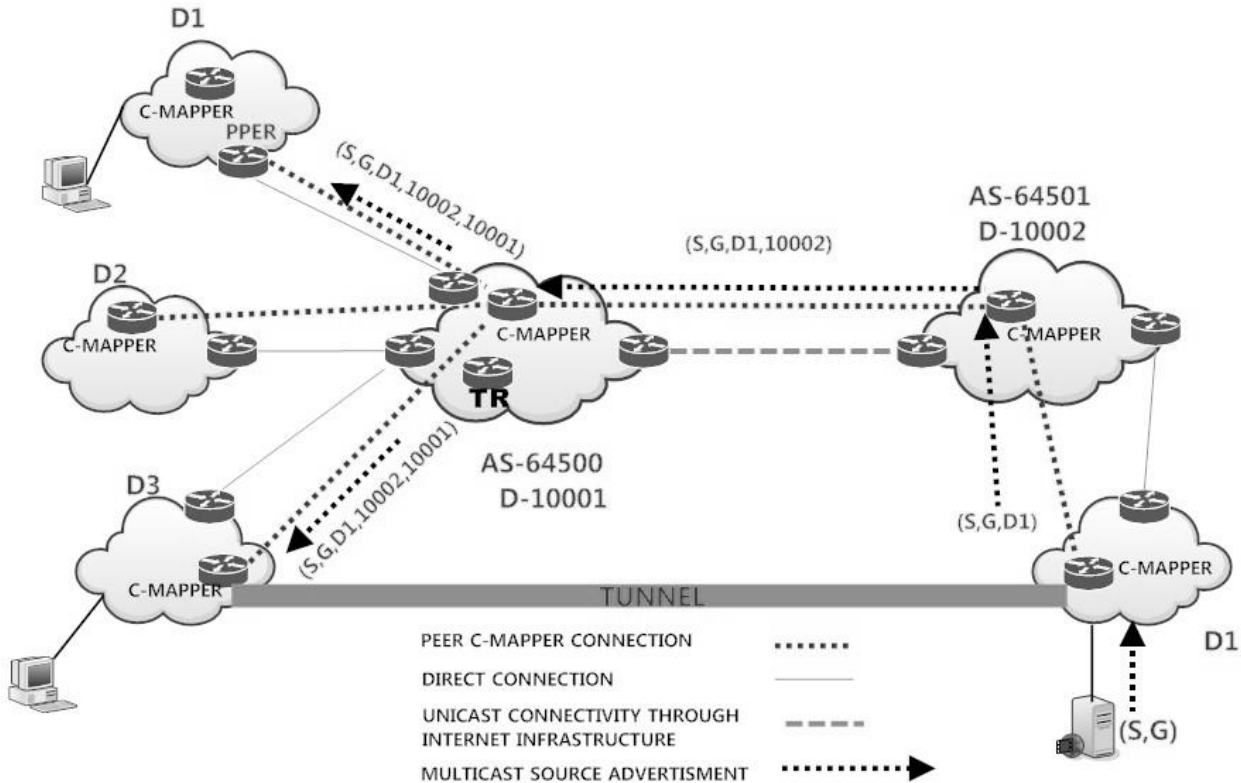 D1
C-MAPPER
PPER
(S,G,D1,10002,10001)
AS-64501
D-10002
(S,G,D1,10002)
C-MAPPER
D2
C-MAPPER
C-MAPPER
TR
AS-64500
D-10001
(S,G,D1,10002,10001)
(S,G,D1)
D3
C-MAPPER
C-MAPPER
TUNNEL
D1
PEER C-MAPPER CONNECTION
DIRECT CONNECTION
UNICAST CONNECTIVITY THROUGH
INTERNET INFRASTRUCTURE
MULTICAST SOURCE ADVERTISMENT
(S,G)